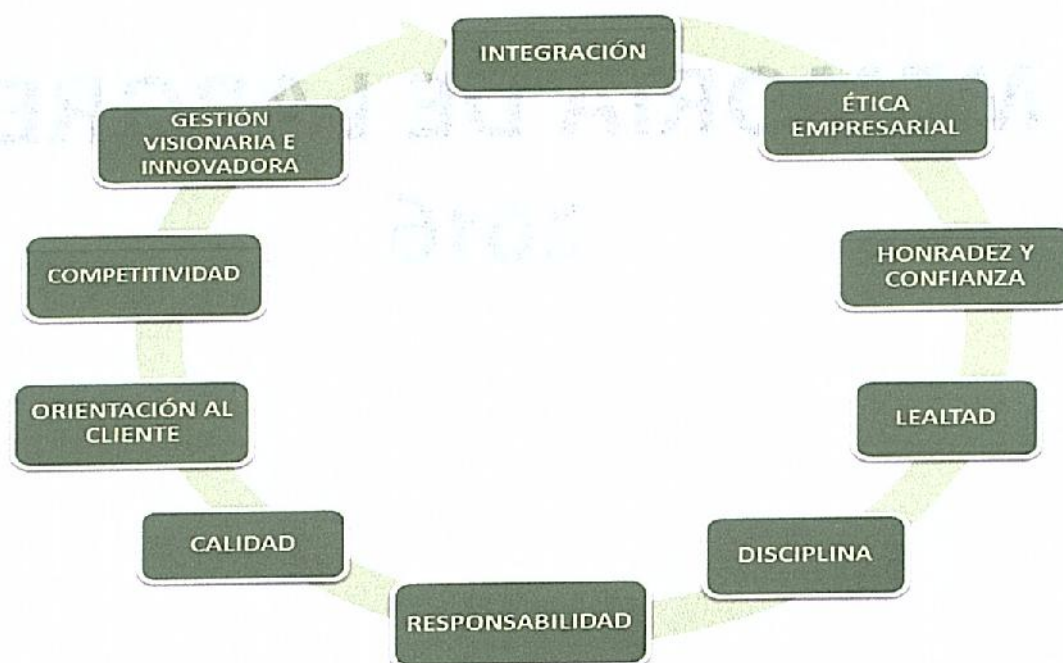 INTEGRACIÓN
ÉTICA
EMPRESARIAL
HONRADEZ Y
CONFIANZA
LEALTAD
DISCIPLINA
RESPONSABILIDAD
CALIDAD
ORIENTACIÓN AL
CLIENTE
COMPETITIVIDAD
GESTIÓN
VISIONARIA E
INNOVADORA